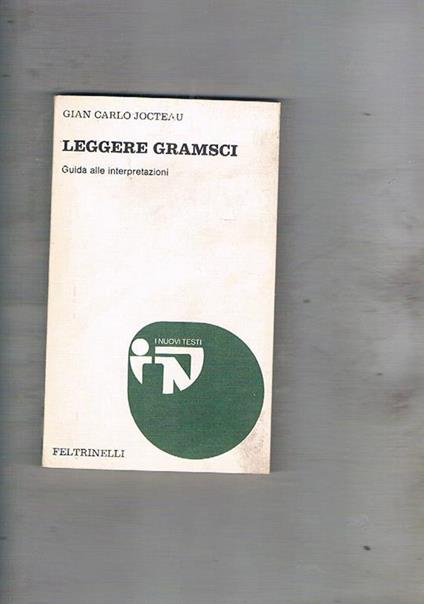 GIAN CARLO JOCTEAU
LEGGERE GRAMSCI
Guida alle interpretazioni
I NUOVI TESTI
FELTRINELLI